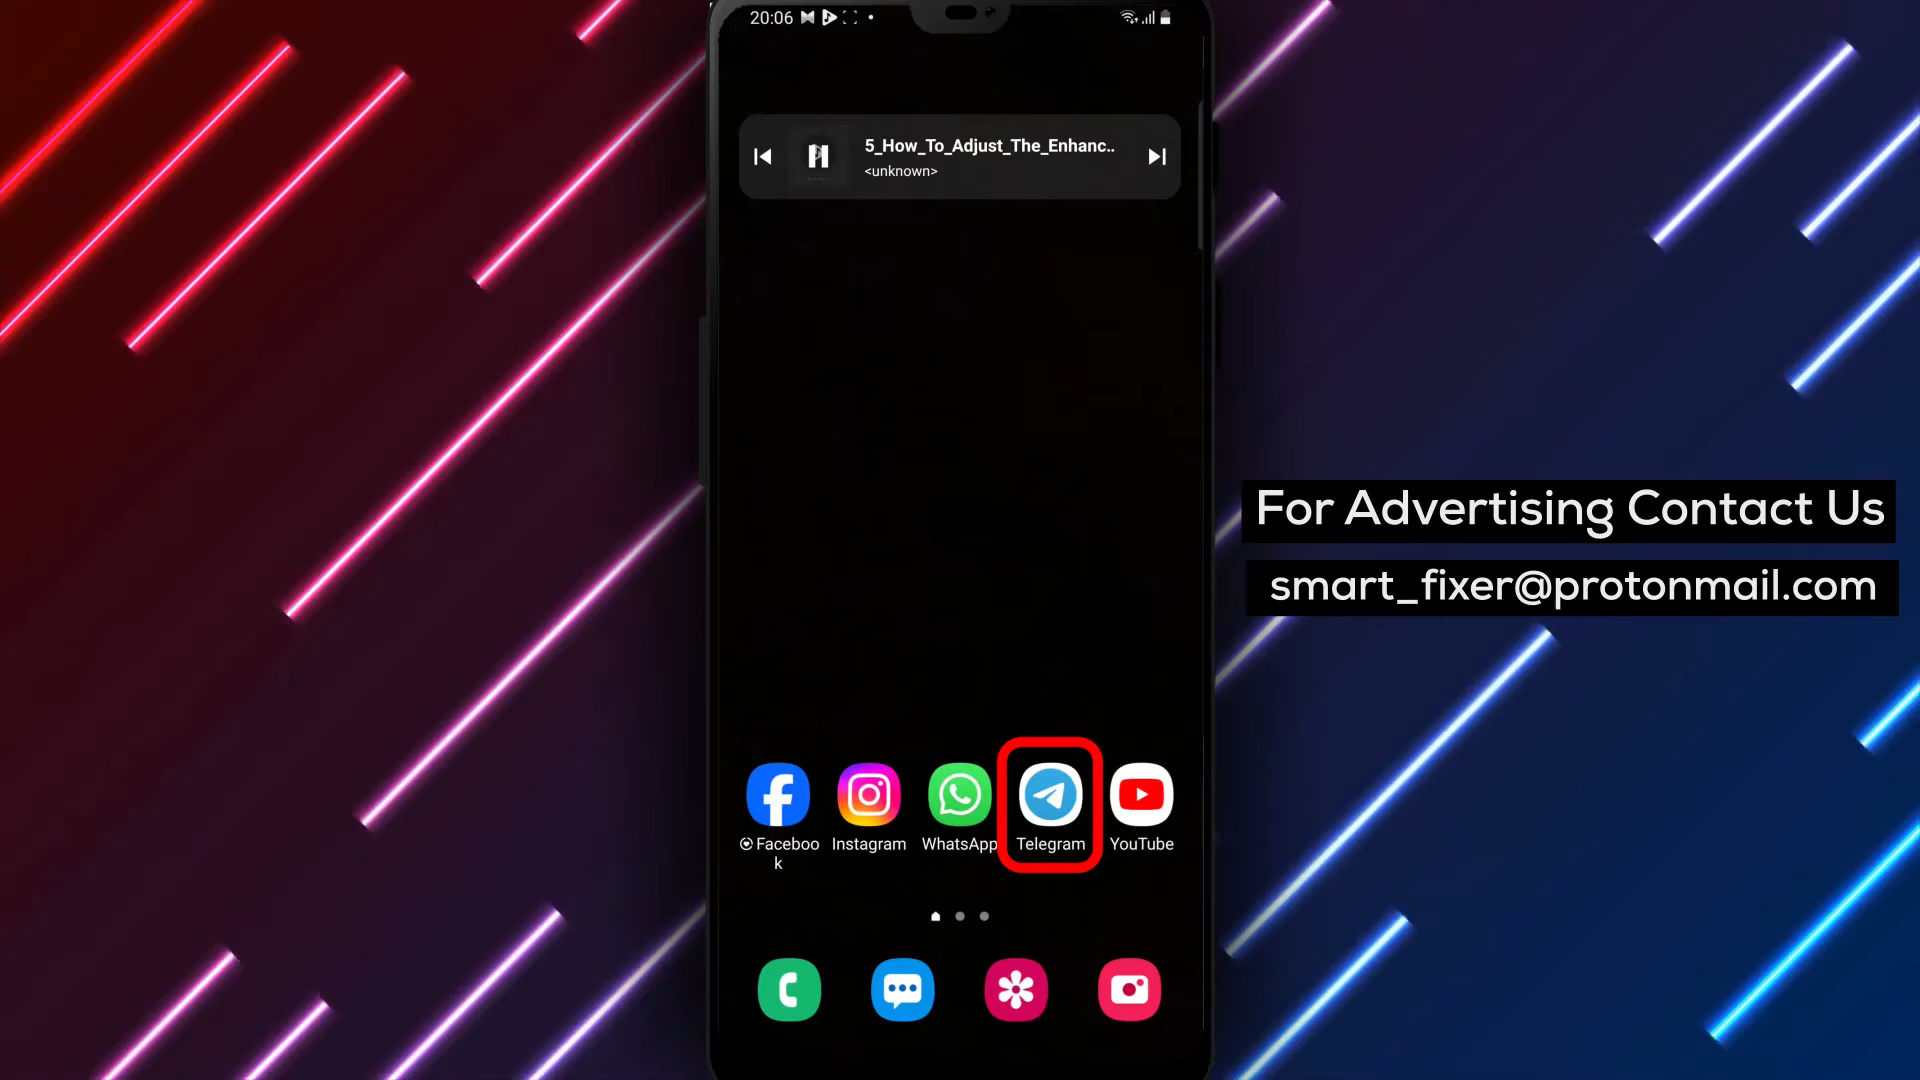 20:06
5_How_To_Adjust_The_Enhanc..
<unknown>
For Advertising Contact Us
smart_fixer@protonmail.com
Faceboo
k
Instagram
WhatsApp
Telegram
YouTube